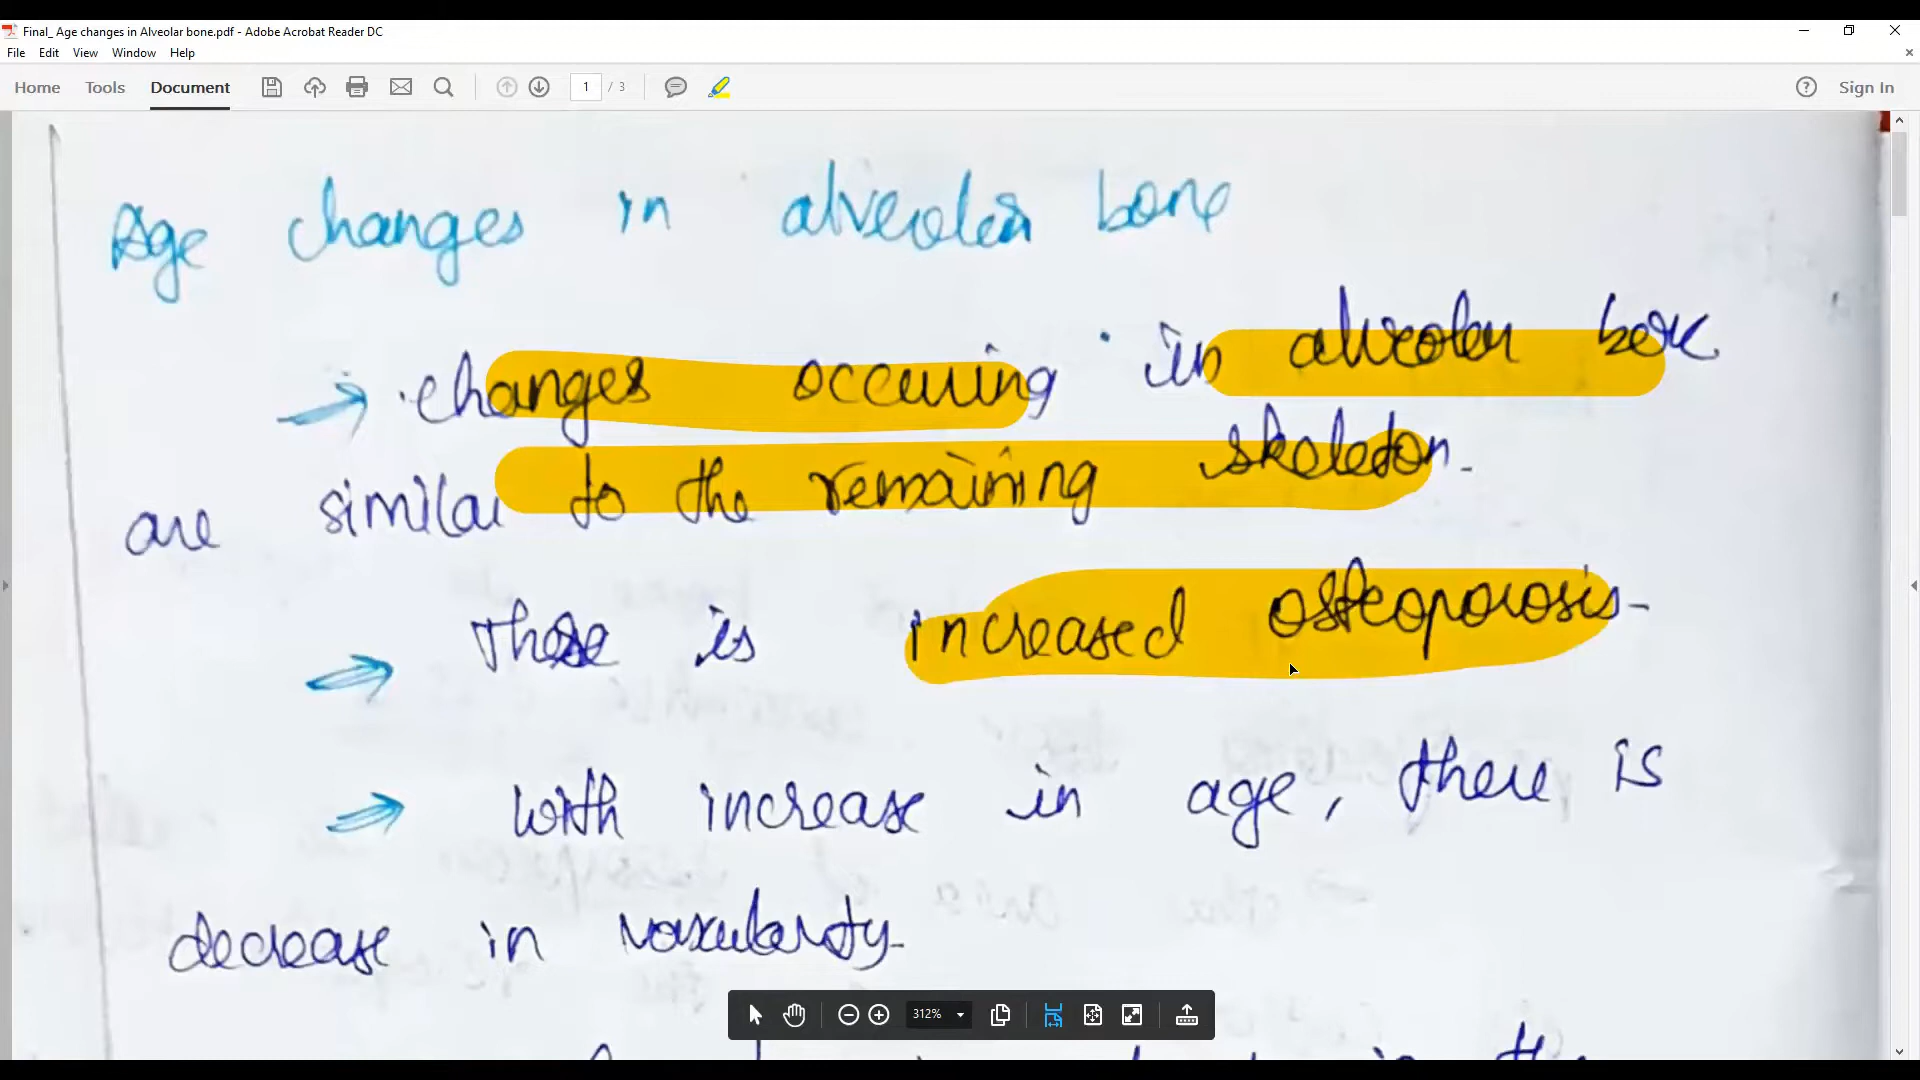 Final_ Age changes in Alveolar bone.pdf - Adobe Acrobat Reader DC
File Edit View Window Help
Home Tools Document 1 / 3 Sign In
Age changes in alveolar bone
→ changes occuring in alveolar bone
are similar to the remaining skeleton.
→ There is increased osteoporosis.
→ With increase in age, there is
decrease in vascularity.
312%